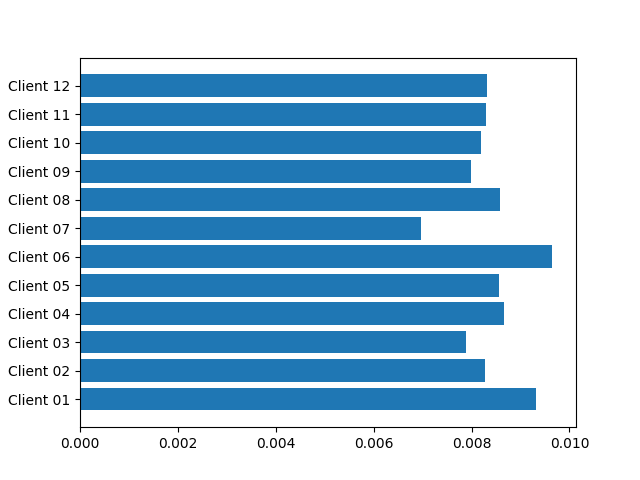 Client 12
Client 11
Client 10
Client 09
Client 08
Client 07
Client 06
Client 05
Client 04
Client 03
Client 02
Client 01
0.000 0.002 0.004 0.006 0.008 0.010